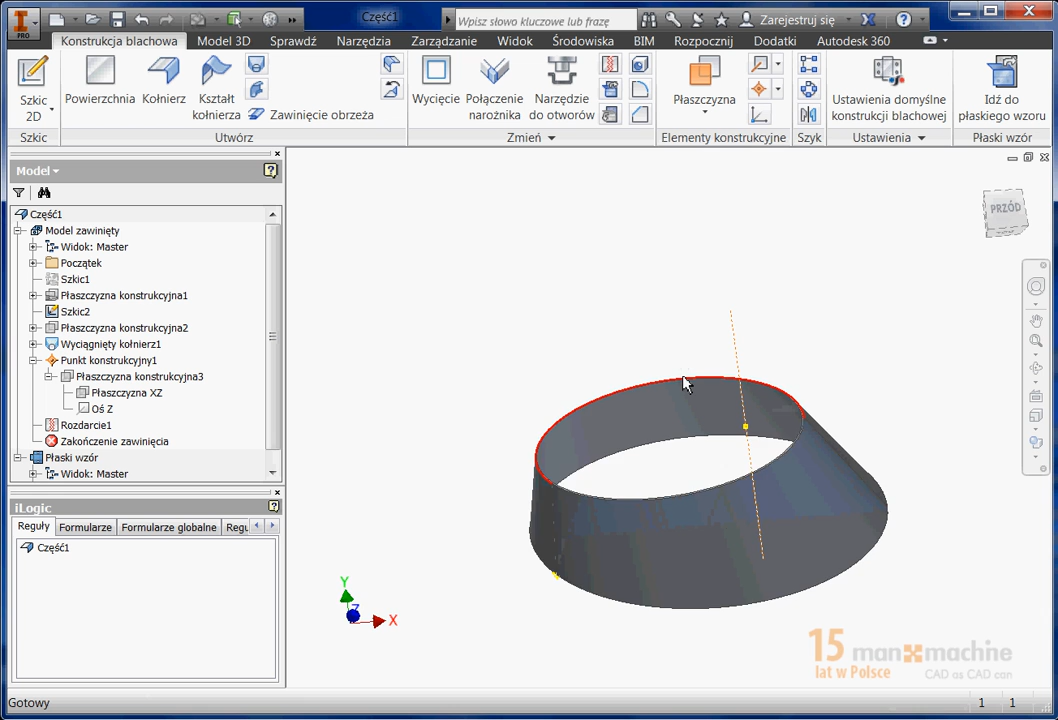 PRO
Część1
Wpisz słowo kluczowe lub frazę
Zarejestruj się
Konstrukcja blachowa
Model 3D
Sprawdź
Narzędzia
Zarządzanie
Widok
Środowiska
BIM
Rozpocznij
Dodatki
Autodesk 360
Szkic
2D
Powierzchnia
Kołnierz
Kształt
kołnierza
Zawinięcie obrzeża
Wycięcie
Połączenie
narożnika
Narzędzie
do otworów
Płaszczyzna
Ustawienia domyślne
konstrukcji blachowej
Idź do
płaskiego wzoru
Szkic
Utwórz
Zmień
Elementy konstrukcyjne
Szyk
Ustawienia
Płaski wzór
Model
Część1
Model zawinięty
Widok: Master
Początek
Szkic1
Płaszczyzna konstrukcyjna1
Szkic2
Płaszczyzna konstrukcyjna2
Wyciągnięty kołnierz1
Punkt konstrukcyjny1
Płaszczyzna konstrukcyjna3
Płaszczyzna XZ
Oś Z
Rozdarcie1
Zakończenie zawinięcia
Płaski wzór
Widok: Master
iLogic
Reguły
Formularze
Formularze globalne
Regu
Część1
PRZÓD
Y
Z
X
15
lat w Polsce
man machine
CAD as CAD can
Gotowy
1
1